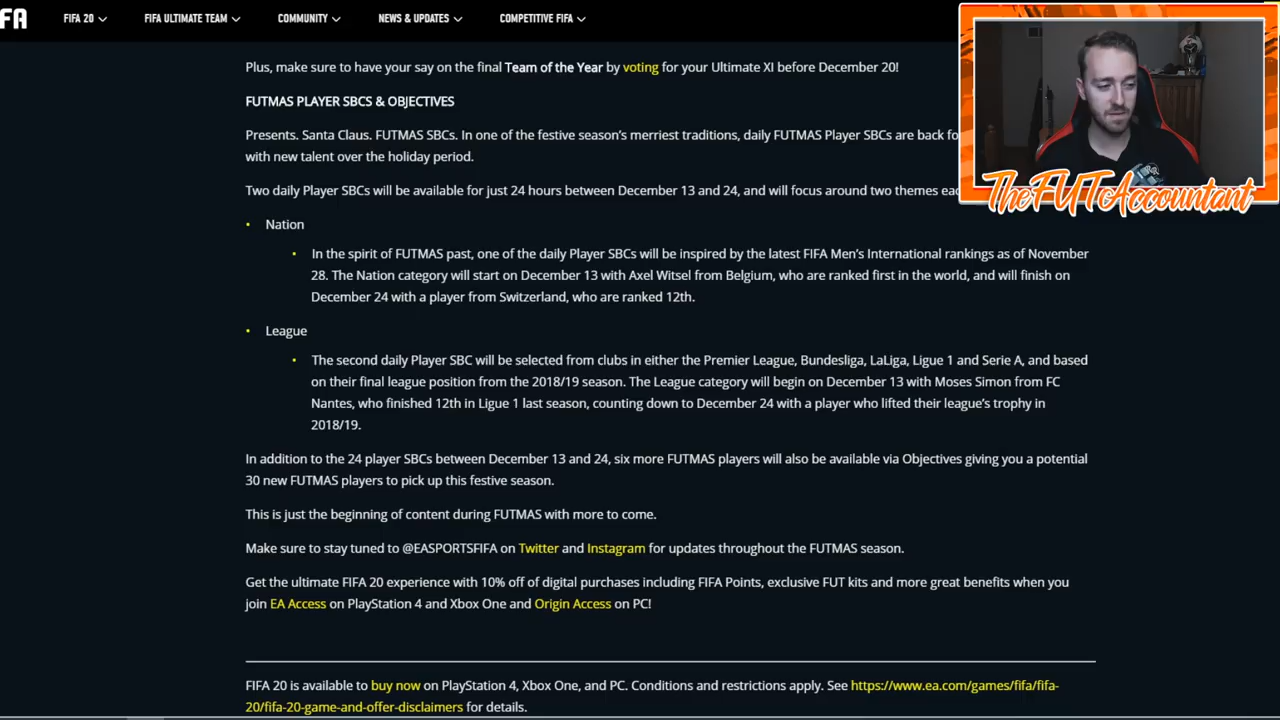 FA
FIFA 20
FIFA ULTIMATE TEAM
COMMUNITY
NEWS & UPDATES
COMPETITIVE FIFA
Plus, make sure to have your say on the final Team of the Year by voting for your Ultimate XI before December 20!
FUTMAS PLAYER SBCS & OBJECTIVES
Presents. Santa Claus. FUTMAS SBCs. In one of the festive season's merriest traditions, daily FUTMAS Player SBCs are back fo
with new talent over the holiday period.
Two daily Player SBCs will be available for just 24 hours between December 13 and 24, and will focus around two themes eac
TheFUTAccountant
• Nation
• In the spirit of FUTMAS past, one of the daily Player SBCs will be inspired by the latest FIFA Men's International rankings as of November
28. The Nation category will start on December 13 with Axel Witsel from Belgium, who are ranked first in the world, and will finish on
December 24 with a player from Switzerland, who are ranked 12th.
• League
• The second daily Player SBC will be selected from clubs in either the Premier League, Bundesliga, LaLiga, Ligue 1 and Serie A, and based
on their final league position from the 2018/19 season. The League category will begin on December 13 with Moses Simon from FC
Nantes, who finished 12th in Ligue 1 last season, counting down to December 24 with a player who lifted their league's trophy in
2018/19.
In addition to the 24 player SBCs between December 13 and 24, six more FUTMAS players will also be available via Objectives giving you a potential
30 new FUTMAS players to pick up this festive season.
This is just the beginning of content during FUTMAS with more to come.
Make sure to stay tuned to @EASPORTSFIFA on Twitter and Instagram for updates throughout the FUTMAS season.
Get the ultimate FIFA 20 experience with 10% off of digital purchases including FIFA Points, exclusive FUT kits and more great benefits when you
join EA Access on PlayStation 4 and Xbox One and Origin Access on PC!
FIFA 20 is available to buy now on PlayStation 4, Xbox One, and PC. Conditions and restrictions apply. See https://www.ea.com/games/fifa/fifa-
20/fifa-20-game-and-offer-disclaimers for details.